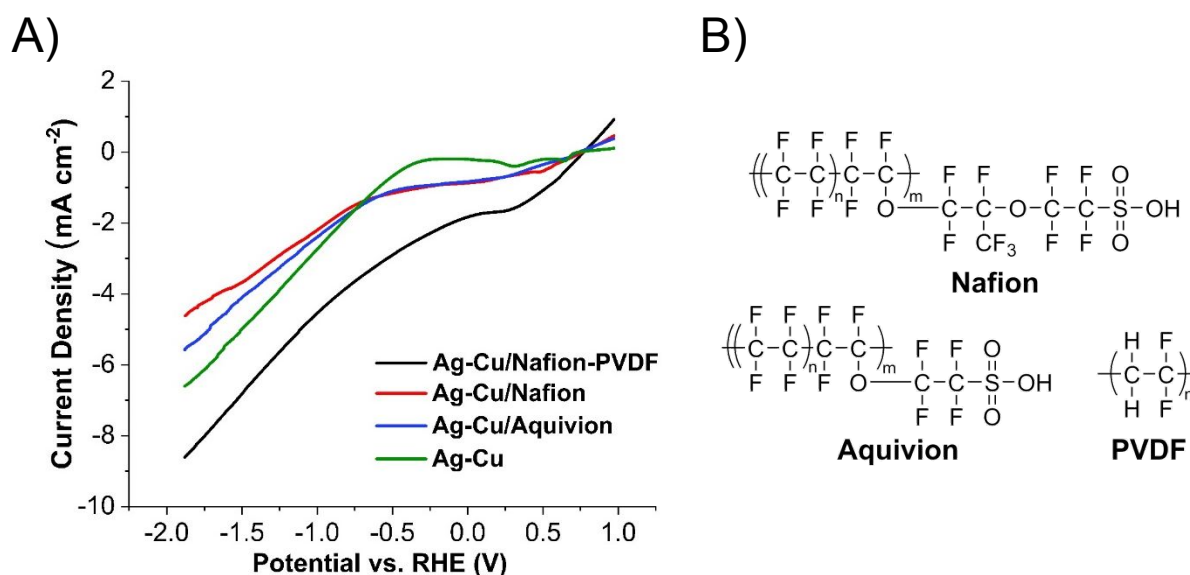 A)
B)
2
0
-2
-4
-6
-8
-10
Current Density (mA cm-2)
-2.0 -1.5 -1.0 -0.5 0.0 0.5 1.0
Potential vs. RHE (V)
Ag-Cu/Nafion-PVDF
Ag-Cu/Nafion
Ag-Cu/Aquivion
Ag-Cu
F F F F
((C-C)nC-C)m F F F F O
F F F O C-C-O-C-C-S-OH
F CF3 F F O
Nafion
F F F F
((C-C)nC-C)m F F O
F F F O C-C-S-OH
F F O
Aquivion
H F
(C-C)n
H F
PVDF